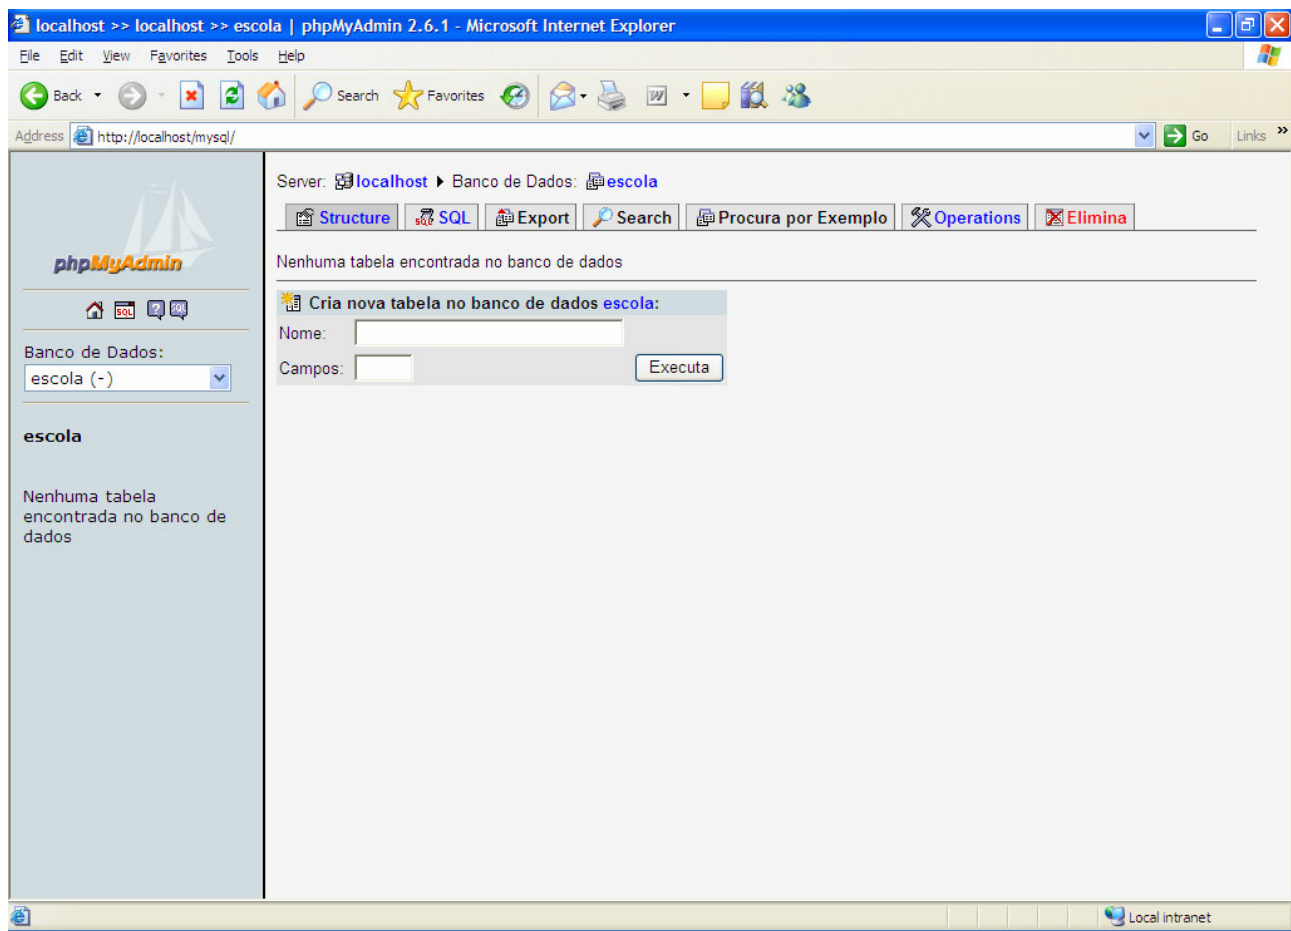 localhost >> localhost >> escola | phpMyAdmin 2.6.1 - Microsoft Internet Explorer
File Edit View Favorites Tools Help
Back Search Favorites
Address http://localhost/mysql/ Go Links »
phpMyAdmin
SQL
Banco de Dados:
escola (-)
escola
Nenhuma tabela
encontrada no banco de
dados
Server: localhost Banco de Dados: escola
Structure SQL Export Search Procura por Exemplo Operations Elimina
Nenhuma tabela encontrada no banco de dados
Cria nova tabela no banco de dados escola:
Nome:
Campos: Executa
Local intranet